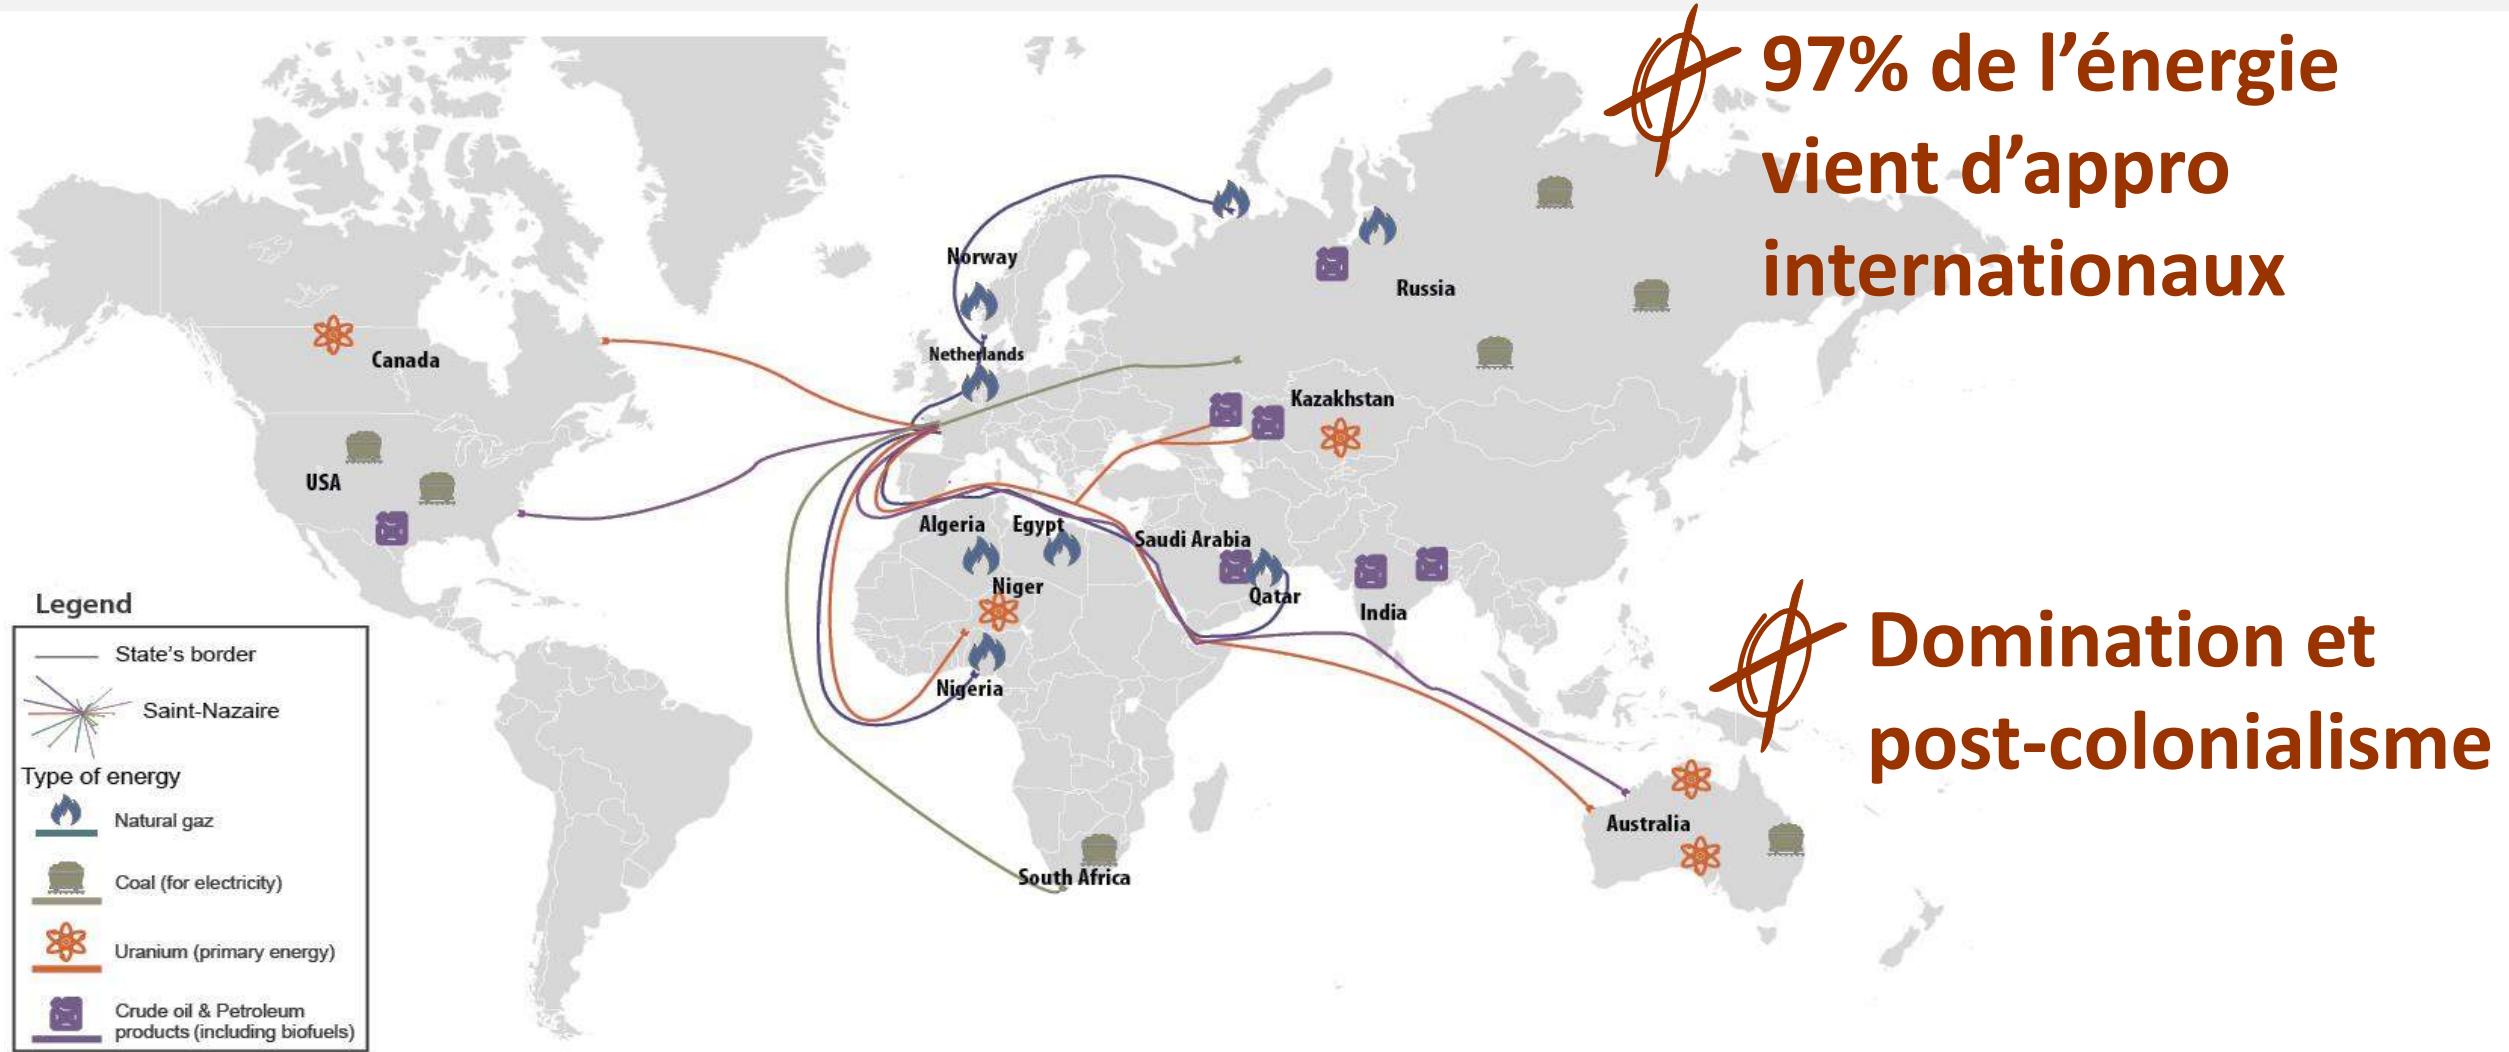 97% de l’énergie
vient d’appro
internationaux
Norway
Russia
Netherlands
Canada
Kazakhstan
USA
Algeria
Egypt
Saudi Arabia
Niger
Qatar
India
Nigeria
Domination et
post-colonialisme
Australia
South Africa
Legend
State's border
Saint-Nazaire
Type of energy
Natural gaz
Coal (for electricity)
Uranium (primary energy)
Crude oil & Petroleum
products (including biofuels)